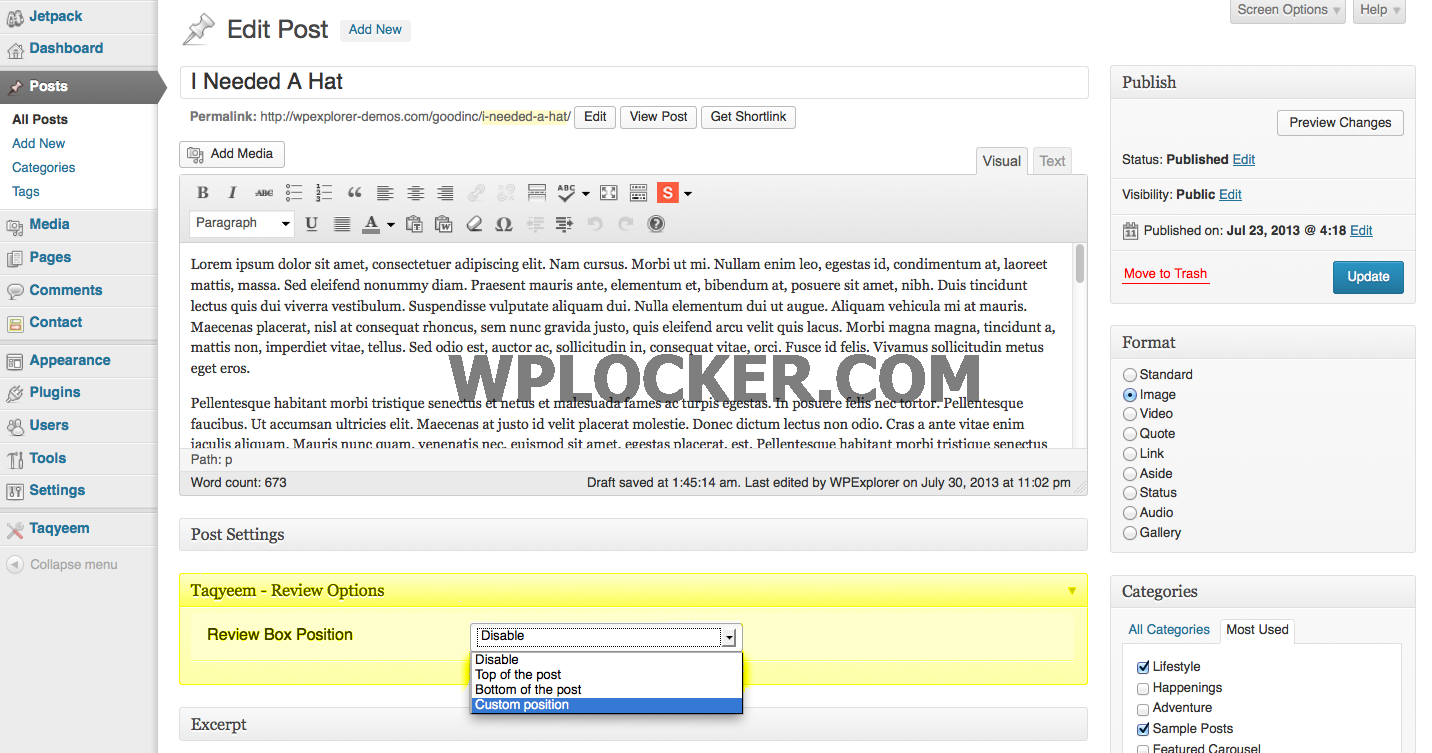 Jetpack
Dashboard
Posts
All Posts
Add New
Categories
Tags
Media
Pages
Comments
Contact
Appearance
Plugins
Users
Tools
Settings
Taqyeem
Collapse menu
Screen Options
Help
Edit Post Add New
I Needed A Hat
Permalink: http://wpexplorer-demos.com/goodinc/i-needed-a-hat/ Edit View Post Get Shortlink
Add Media
Visual Text
B I ABC ABC S
Paragraph U A
Lorem ipsum dolor sit amet, consectetuer adipiscing elit. Nam cursus. Morbi ut mi. Nullam enim leo, egestas id, condimentum at, laoreet
mattis, massa. Sed eleifend nonummy diam. Praesent mauris ante, elementum et, bibendum at, posuere sit amet, nibh. Duis tincidunt
lectus quis dui viverra vestibulum. Suspendisse vulputate aliquam dui. Nulla elementum dui ut augue. Aliquam vehicula mi at mauris.
Maecenas placerat, nisl at consequat rhoncus, sem nunc gravida justo, quis eleifend arcu velit quis lacus. Morbi magna magna, tincidunt a,
mattis non, imperdiet vitae, tellus. Sed odio est, auctor ac, sollicitudin in, consequat vitae, orci. Fusce id felis. Vivamus sollicitudin metus
eget eros.
WPLOCKER.COM
Pellentesque habitant morbi tristique senectus et netus et malesuada fames ac turpis egestas. In posuere felis nec tortor. Pellentesque
faucibus. Ut accumsan ultricies elit. Maecenas at justo id velit placerat molestie. Donec dictum lectus non odio. Cras a ante vitae enim
iaculis aliquam. Mauris nunc quam, venenatis nec, euismod sit amet, egestas placerat, est. Pellentesque habitant morbi tristique senectus
Path: p
Word count: 673
Draft saved at 1:45:14 am. Last edited by WPExplorer on July 30, 2013 at 11:02 pm
Post Settings
Taqyeem - Review Options
Review Box Position
Disable
Disable
Top of the post
Bottom of the post
Custom position
Excerpt
Publish
Preview Changes
Status: Published Edit
Visibility: Public Edit
11 Published on: Jul 23, 2013 @ 4:18 Edit
Move to Trash Update
Format
Standard
Image
Video
Quote
Link
Aside
Status
Audio
Gallery
Categories
All Categories Most Used
Lifestyle
Happenings
Adventure
Sample Posts
Featured Carousel